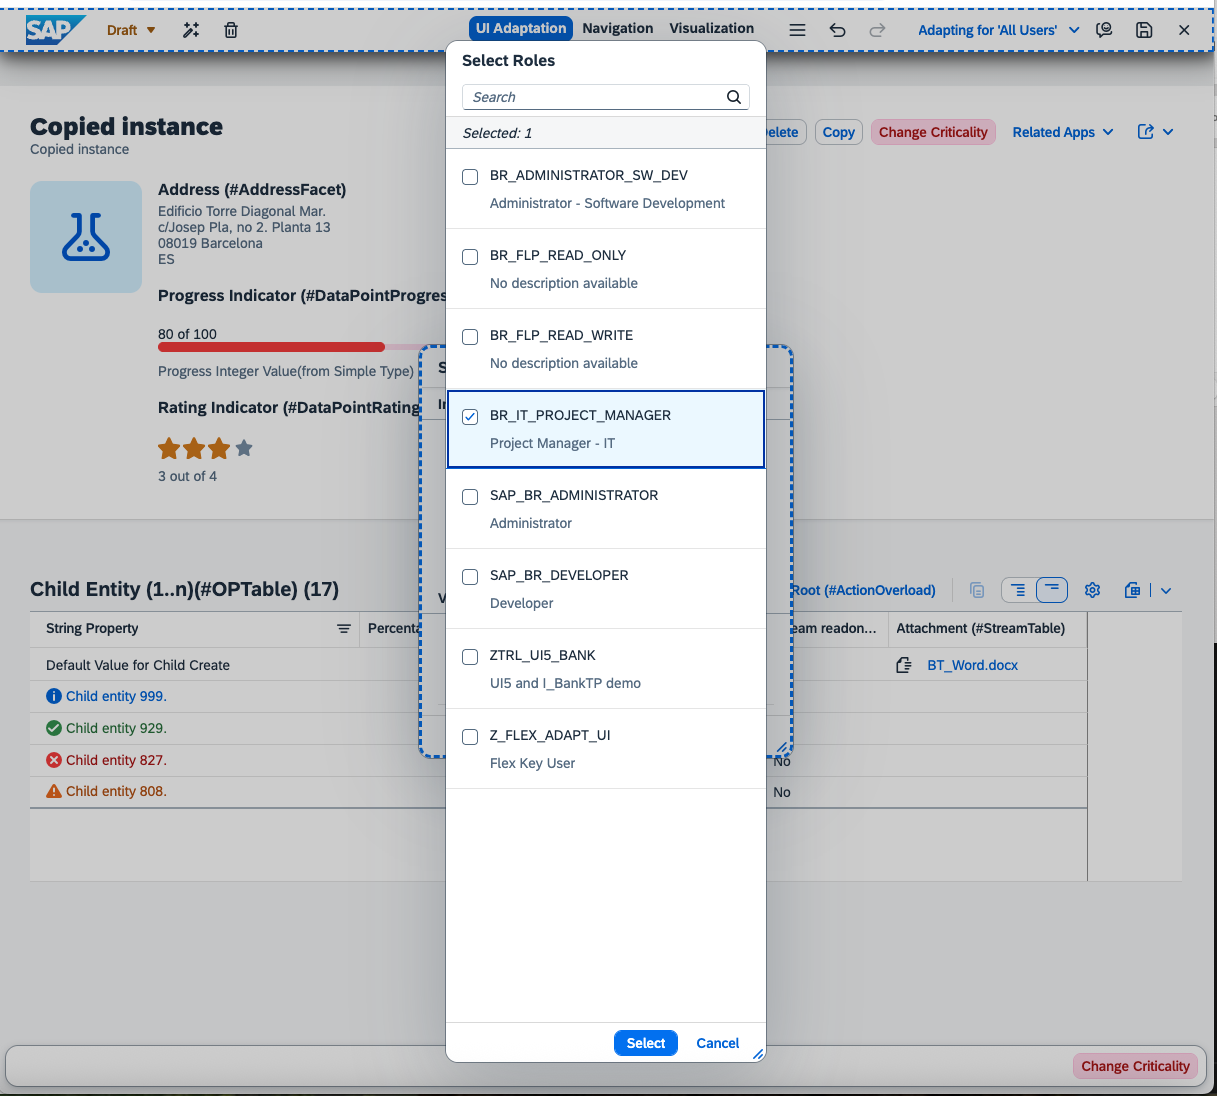 SAP
Draft
UI Adaptation
Navigation
Visualization
Adapting for 'All Users'
Select Roles
Search
Selected: 1
BR_ADMINISTRATOR_SW_DEV
Administrator - Software Development
BR_FLP_READ_ONLY
No description available
BR_FLP_READ_WRITE
No description available
BR_IT_PROJECT_MANAGER
Project Manager - IT
SAP_BR_ADMINISTRATOR
Administrator
SAP_BR_DEVELOPER
Developer
ZTRL_UI5_BANK
UI5 and I_BankTP demo
Z_FLEX_ADAPT_UI
Flex Key User
Select
Cancel
Copied instance
Copied instance
elete
Copy
Change Criticality
Related Apps
Address (#AddressFacet)
Edificio Torre Diagonal Mar.
c/Josep Pla, no 2. Planta 13
08019 Barcelona
ES
Progress Indicator (#DataPointProgres
80 of 100
Progress Integer Value(from Simple Type)
Rating Indicator (#DataPointRating
3 out of 4
Child Entity (1..n)(#OPTable) (17)
Root (#ActionOverload)
String Property
Percenta
eam readon...
Attachment (#StreamTable)
Default Value for Child Create
BT_Word.docx
Child entity 999.
Child entity 929.
Child entity 827.
No
Child entity 808.
No
Change Criticality